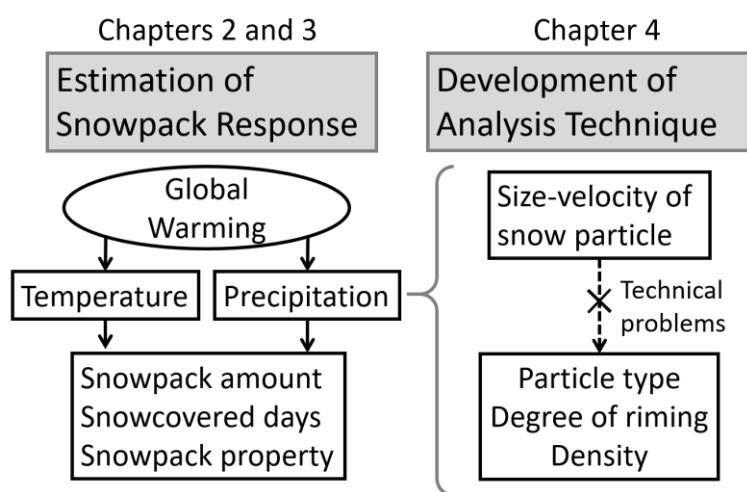 Chapters 2 and 3
Estimation of
Snowpack Response
Global
Warming
Temperature
Precipitation
Snowpack amount
Snowcovered days
Snowpack property
Chapter 4
Development of
Analysis Technique
Size-velocity of
snow particle
Technical
problems
Particle type
Degree of riming
Density